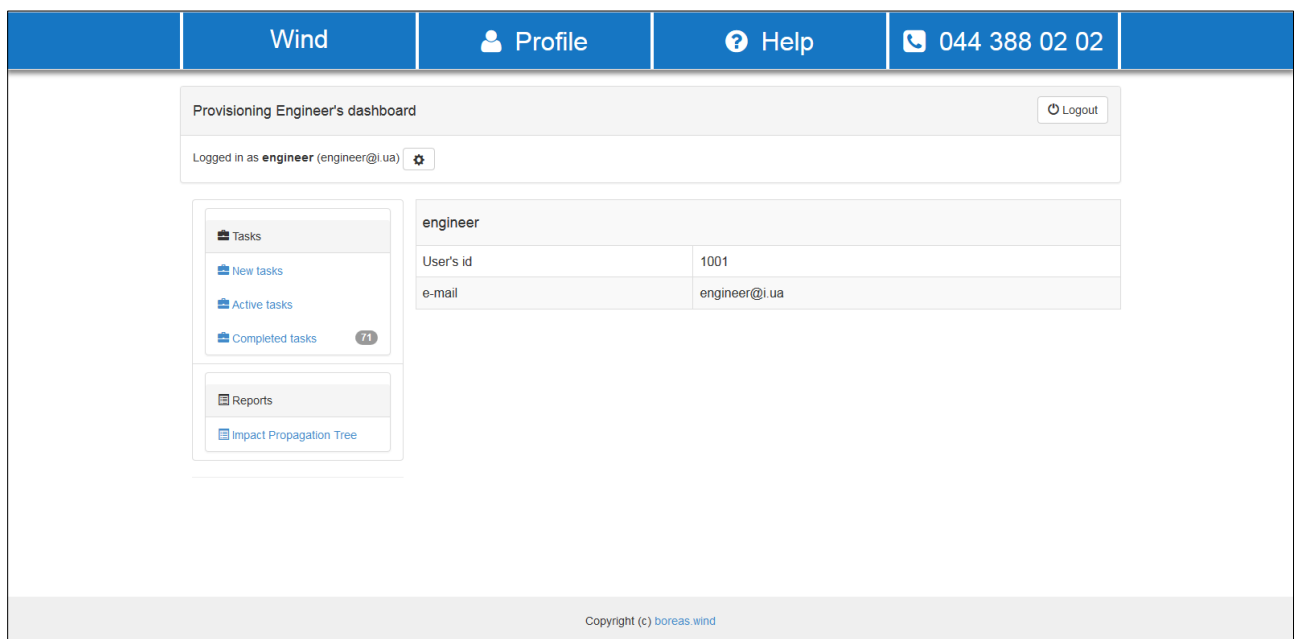 Wind
Profile
Help
044 388 02 02
Provisioning Engineer's dashboard
Logout
Logged in as engineer (engineer@i.ua)
Tasks
New tasks
Active tasks
Completed tasks 71
Reports
Impact Propagation Tree
engineer
User's id 1001
e-mail engineer@i.ua
Copyright (c) boreas.wind